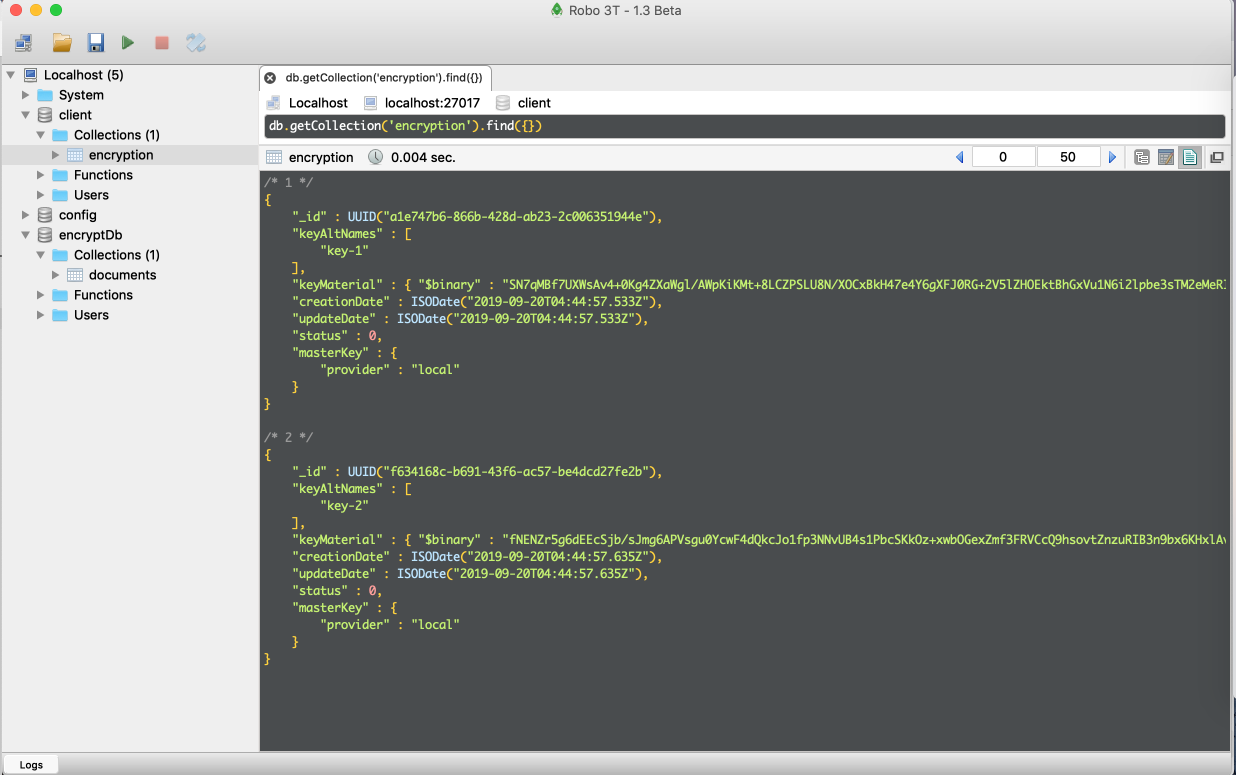 Robo 3T - 1.3 Beta
Localhost (5)
System
client
Collections (1)
encryption
Functions
Users
config
encryptDb
Collections (1)
documents
Functions
Users
db.getCollection('encryption').find({})
Localhost localhost:27017 client
db.getCollection('encryption').find({})
encryption 0.004 sec. 0 50
/* 1 */
{
"_id" : UUID("a1e747b6-866b-428d-ab23-2c006351944e"),
"keyAltNames" : [
"key-1"
],
"keyMaterial" : { "$binary" : "SN7qMBf7UXWsAv4+0Kg4ZXaWgl/AWpKiKMt+8LCZPSLU8N/XOCxBkH47e4Y6gXFJ0RG+2V5lZHOEktBhGxVu1N6i2lpbe3sTM2eMeR
"creationDate" : ISODate("2019-09-20T04:44:57.533Z"),
"updateDate" : ISODate("2019-09-20T04:44:57.533Z"),
"status" : 0,
"masterKey" : {
"provider" : "local"
}
}
/* 2 */
{
"_id" : UUID("f634168c-b691-43f6-ac57-be4dcd27fe2b"),
"keyAltNames" : [
"key-2"
],
"keyMaterial" : { "$binary" : "fNENZr5g6dEEcSjb/sJmg6APVsgu0YcwF4dQkcJo1fp3NNvUB4s1PbcSKkOz+xwbOGexZmf3FRVCcQ9hsovtZnzuRIB3n9bx6KHxlAv
"creationDate" : ISODate("2019-09-20T04:44:57.635Z"),
"updateDate" : ISODate("2019-09-20T04:44:57.635Z"),
"status" : 0,
"masterKey" : {
"provider" : "local"
}
}
Logs